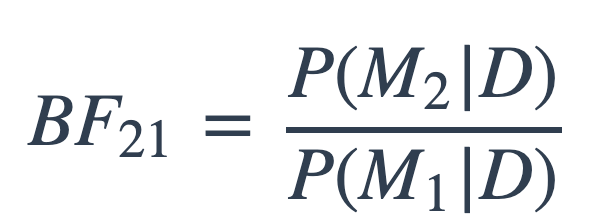 BF₂₁ = P(M₂|D) / P(M₁|D)